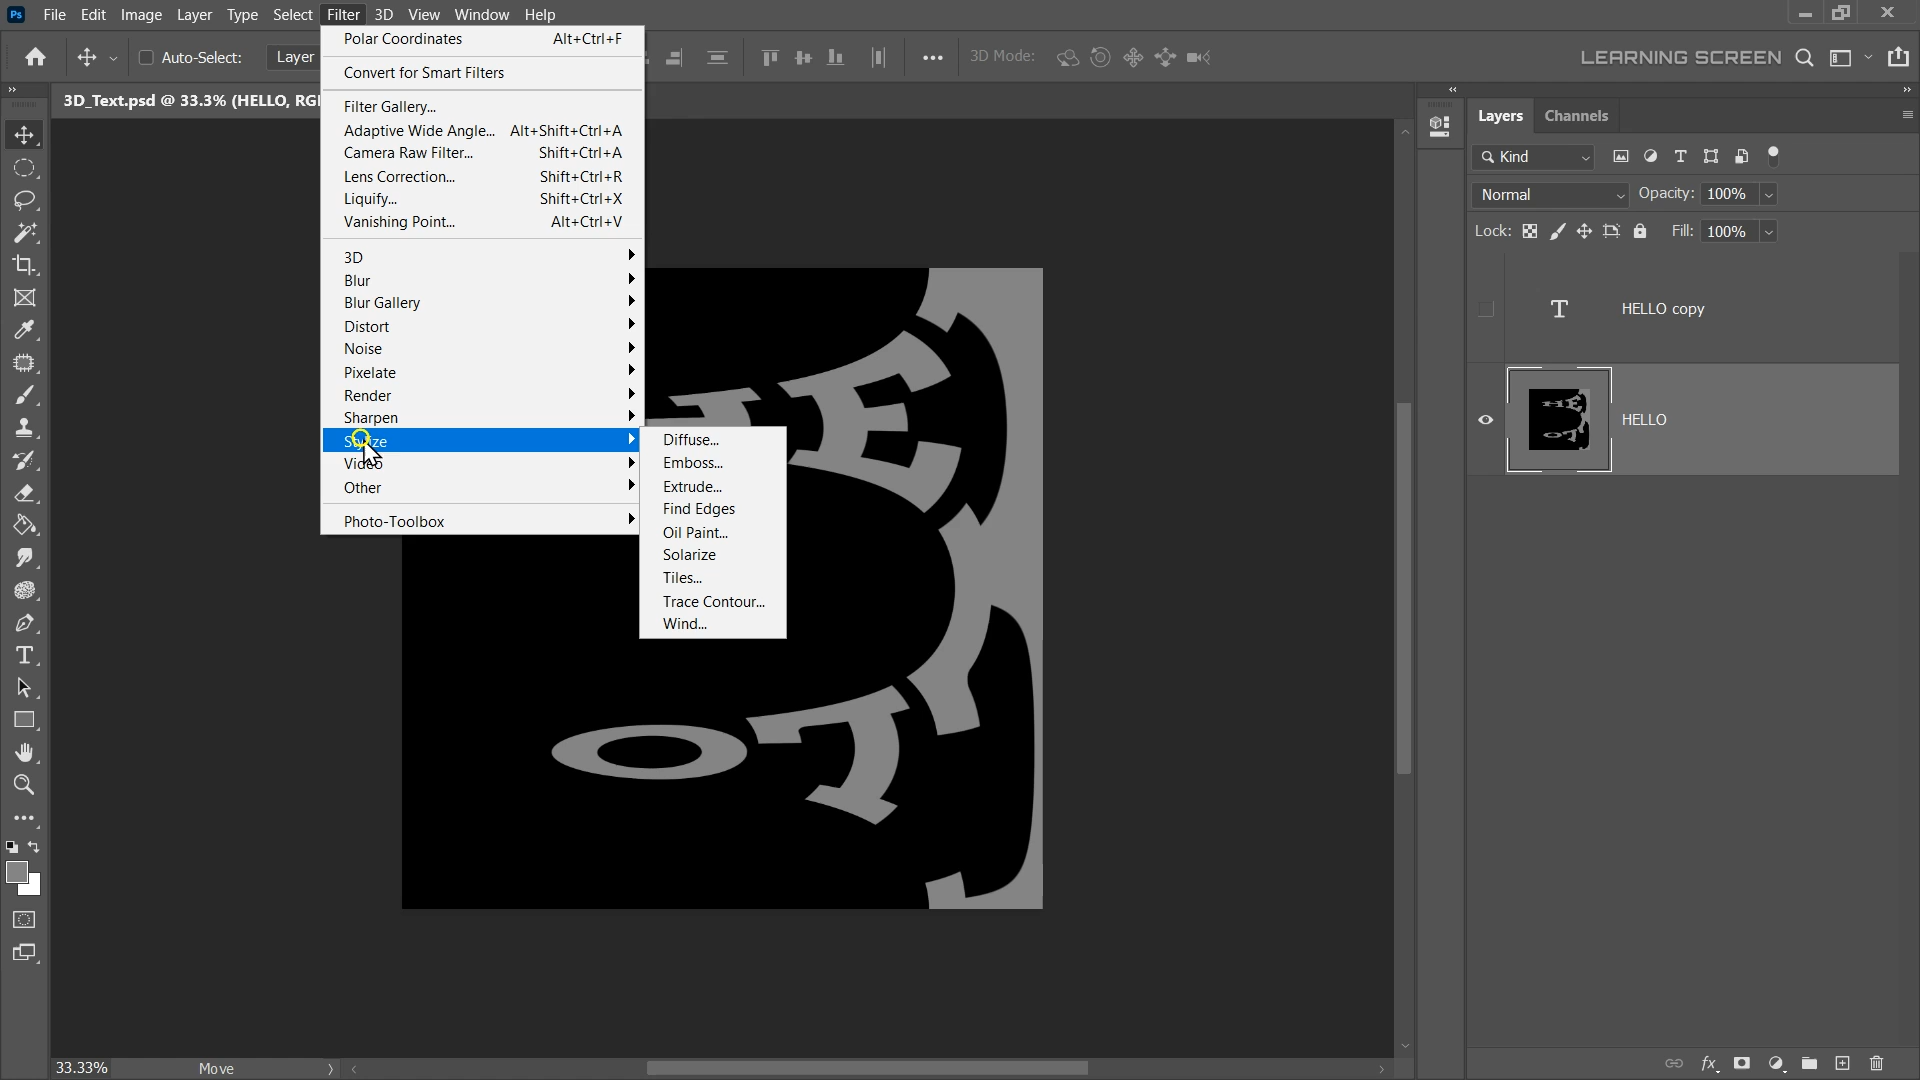 Ps File Edit Image Layer Type Select Filter 3D View Window Help
Auto-Select: Layer 3D Mode: LEARNING SCREEN
3D_Text.psd @ 33.3% (HELLO, RG
Polar Coordinates Alt+Ctrl+F
Convert for Smart Filters
Filter Gallery...
Adaptive Wide Angle... Alt+Shift+Ctrl+A
Camera Raw Filter... Shift+Ctrl+A
Lens Correction... Shift+Ctrl+R
Liquify... Shift+Ctrl+X
Vanishing Point... Alt+Ctrl+V
3D
Blur
Blur Gallery
Distort
Noise
Pixelate
Render
Sharpen
Stylize
Video
Other
Photo-Toolbox
Diffuse...
Emboss...
Extrude...
Find Edges
Oil Paint...
Solarize
Tiles...
Trace Contour...
Wind...
Layers Channels
Kind
Normal Opacity: 100%
Lock: Fill: 100%
T HELLO copy
HELLO
33.33% Move